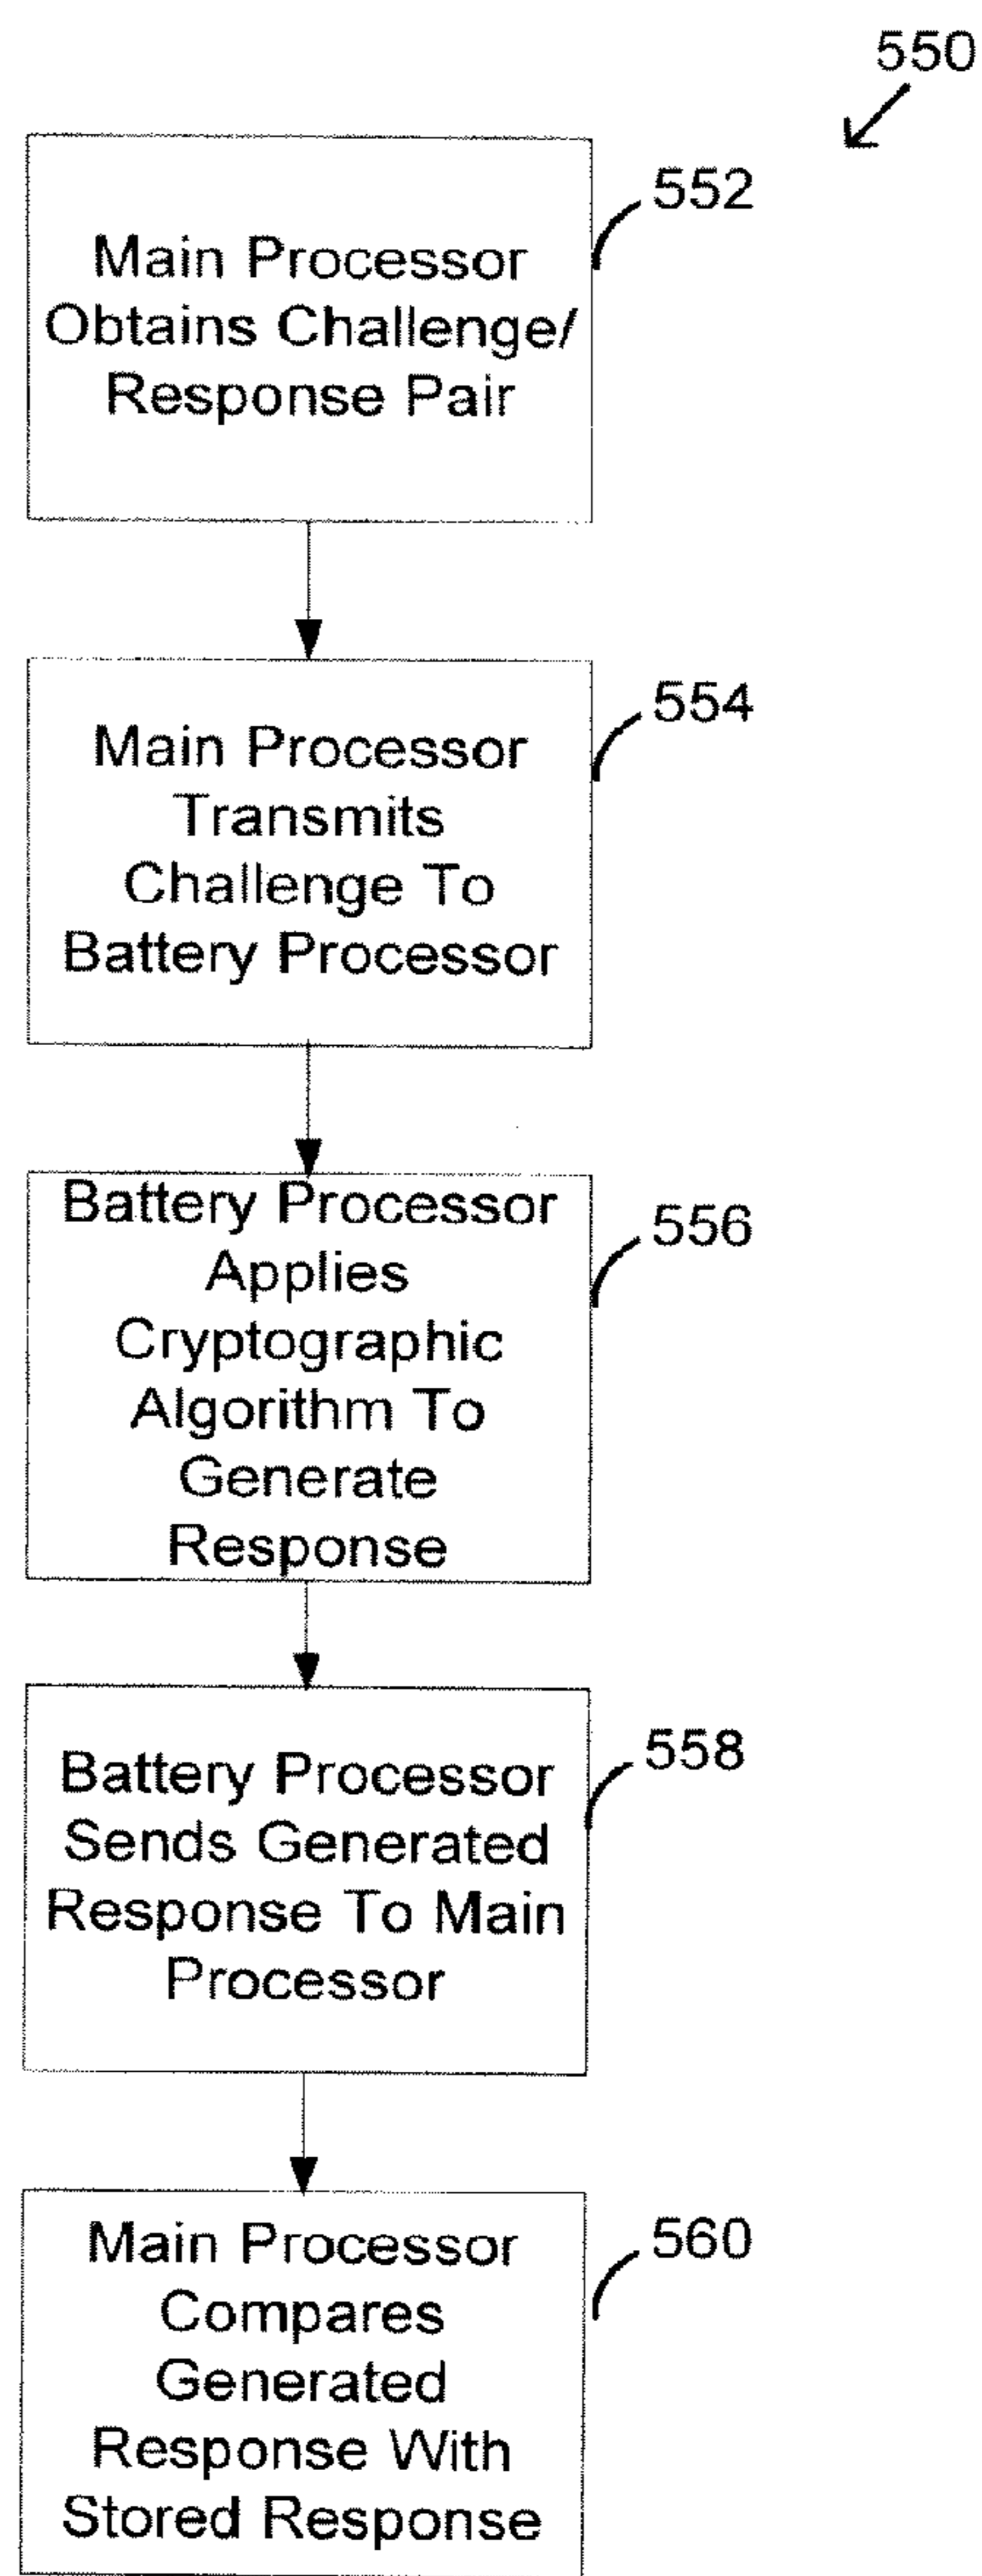 550
552
Main Processor
Obtains Challenge/
Response Pair
554
Main Processor
Transmits
Challenge To
Battery Processor
556
Battery Processor
Applies
Cryptographic
Algorithm To
Generate
Response
558
Battery Processor
Sends Generated
Response To Main
Processor
560
Main Processor
Compares
Generated
Response With
Stored Response